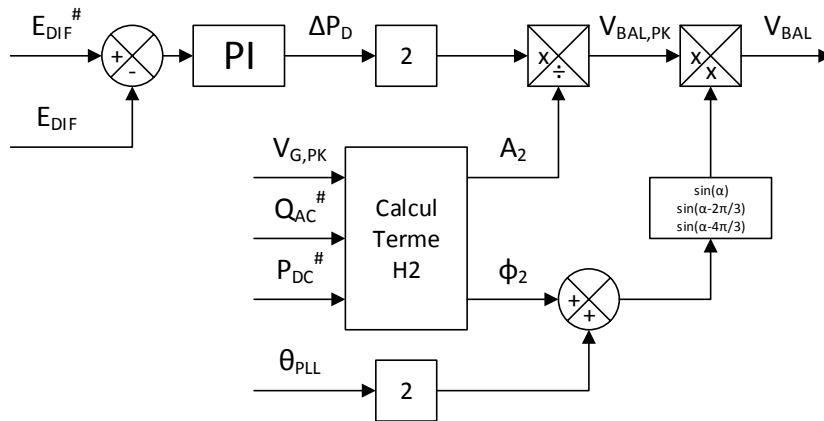 E_DIF^#
+
-
E_DIF
PI
ΔP_D
2
x
÷
V_BAL,PK
x
x
V_BAL
V_G,PK
Q_AC^#
P_DC^#
Calcul
Terme
H2
A_2
ϕ_2
+
+
sin(α)
sin(α-2π/3)
sin(α-4π/3)
θ_PLL
2